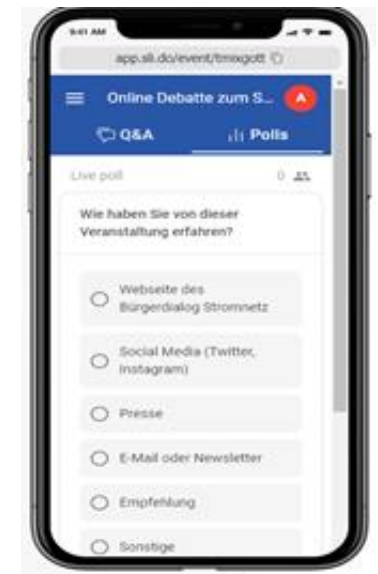 9:41 AM
app.sli.do/event/tmixgott
Online Debatte zum S...
A
Q&A
Polls
Live poll
0
Wie haben Sie von dieser
Veranstaltung erfahren?
Webseite des
Bürgerdialog Stromnetz
Social Media (Twitter,
Instagram)
Presse
E-Mail oder Newsletter
Empfehlung
Sonstige